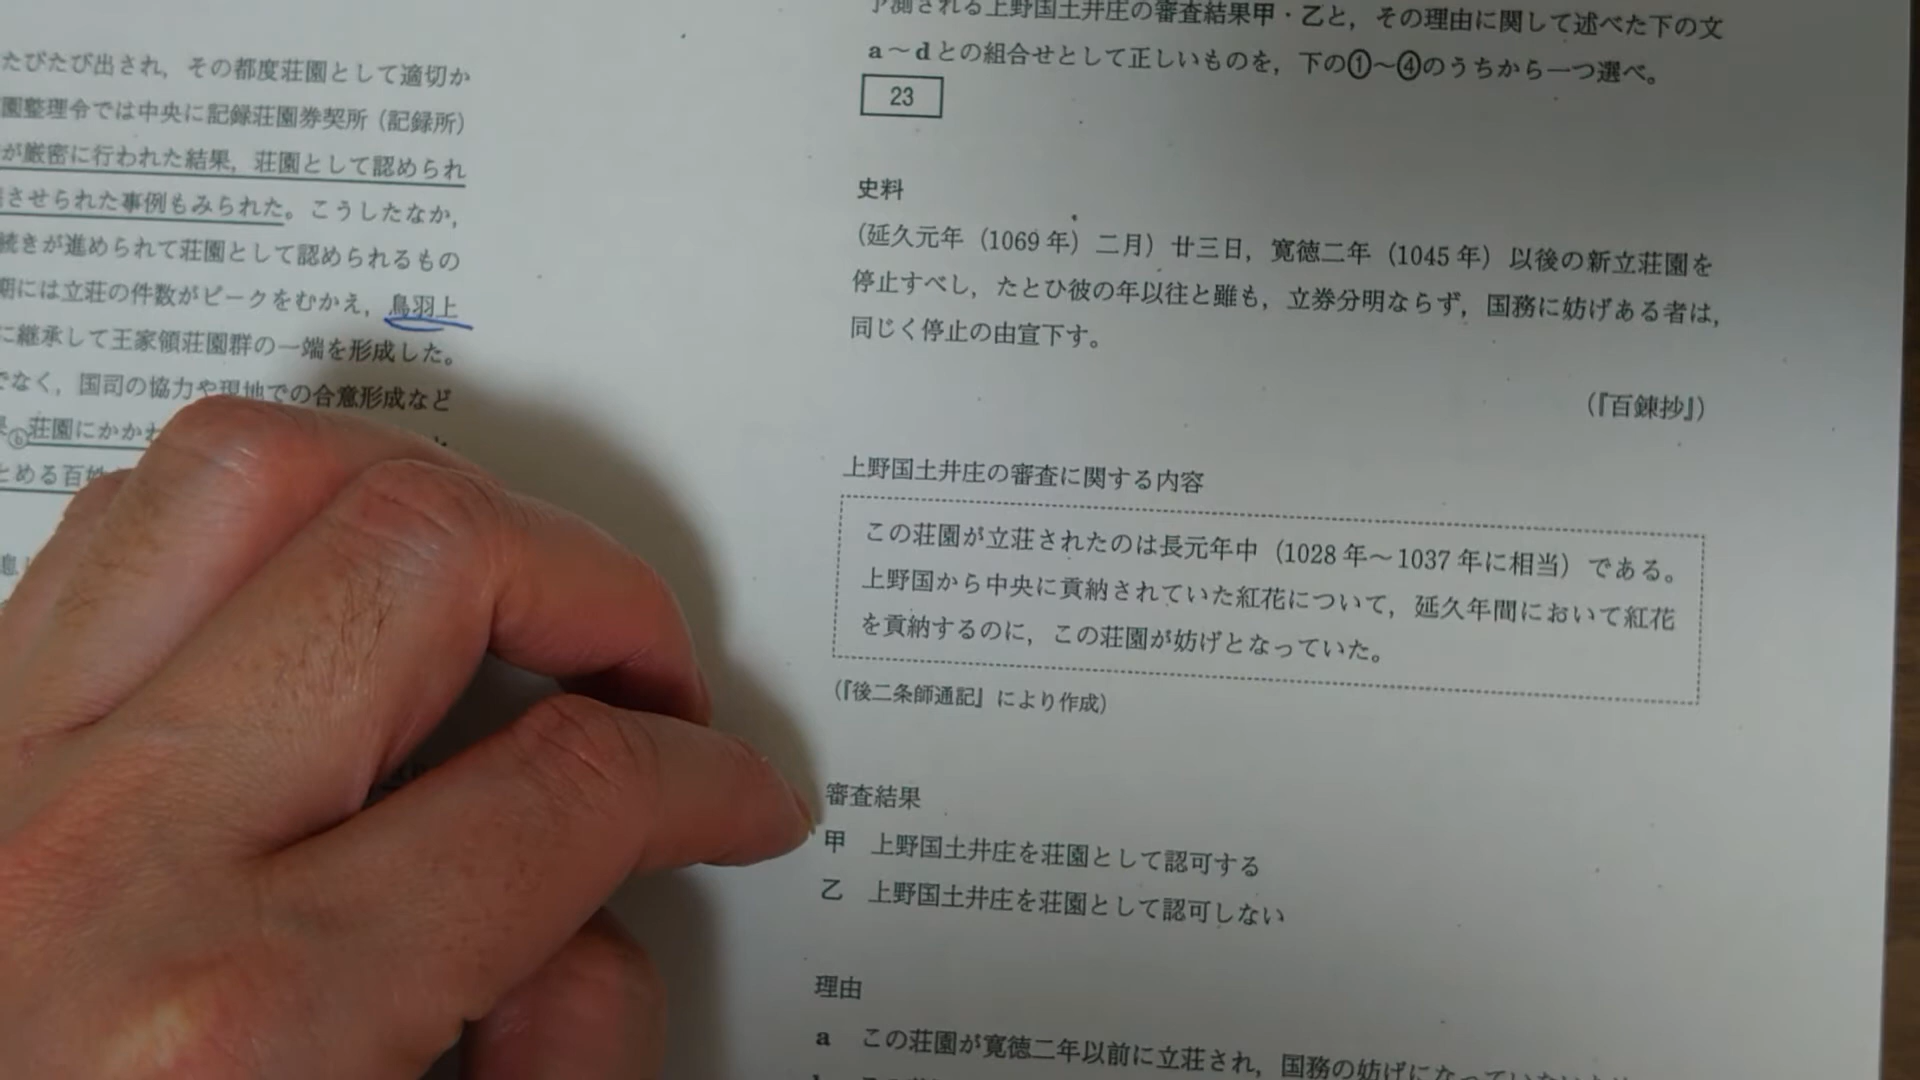 たびたび出され，その都度荘園として適切か
園整理令では中央に記録荘園券契所（記録所）
が厳密に行われた結果，荘園として認められ
させられた事例もみられた。こうしたなか，
続きが進められて荘園として認められるもの
期には立荘の件数がピークをむかえ，鳥羽上
に継承して王家領荘園群の一端を形成した。
でなく，国司の協力や現地での合意形成など
ⓑ荘園にかかわ
とめる百姓
予測される上野国土井庄の審査結果甲・乙と，その理由に関して述べた下の文
a～dとの組合せとして正しいものを，下の①～④のうちから一つ選べ。
23
史料
（延久元年（1069年）二月）廿三日，寛徳二年（1045年）以後の新立荘園を
停止すべし，たとひ彼の年以往と雖も，立券分明ならず，国務に妨げある者は，
同じく停止の由宣下す。
（『百錬抄』）
上野国土井庄の審査に関する内容
この荘園が立荘されたのは長元年中（1028年～1037年に相当）である。
上野国から中央に貢納されていた紅花について，延久年間において紅花
を貢納するのに，この荘園が妨げとなっていた。
（『後二条師通記』により作成）
審査結果
甲　上野国土井庄を荘園として認可する
乙　上野国土井庄を荘園として認可しない
理由
a　この荘園が寛徳二年以前に立荘され，国務の妨げになっていない